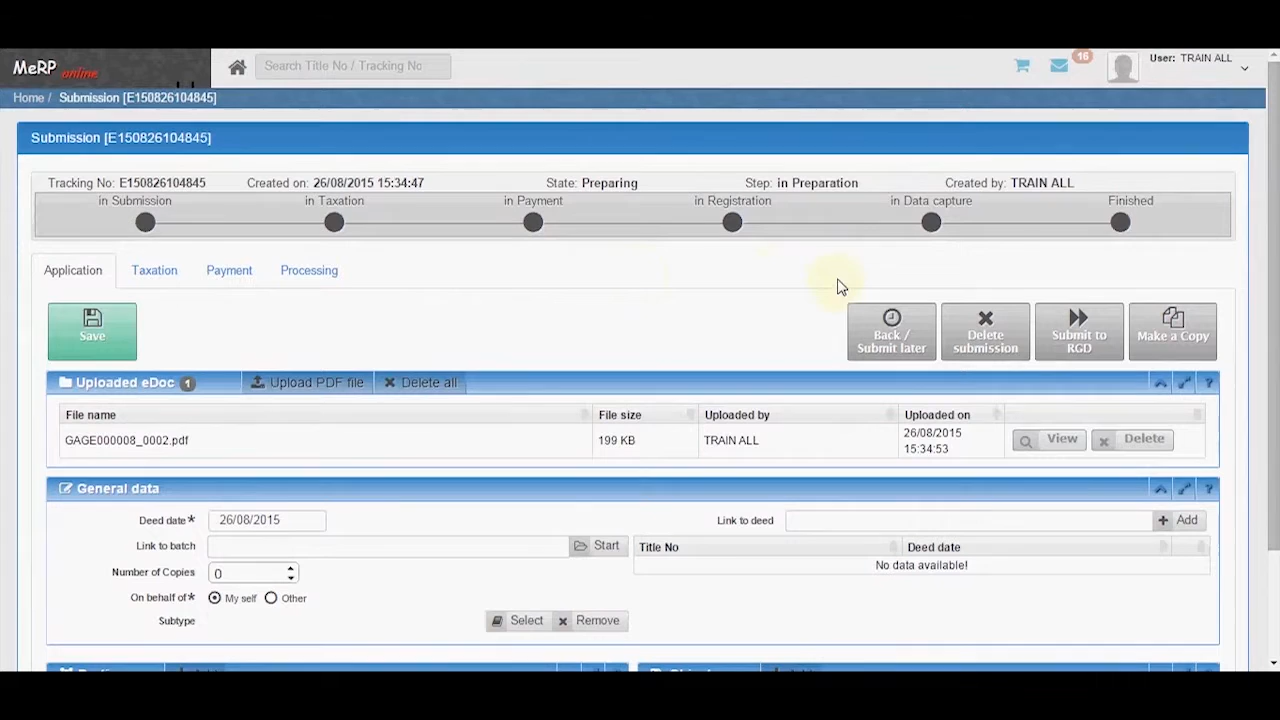 MeRP online
Search Title No / Tracking No
16
User: TRAIN ALL
Home / Submission [E150826104845]
Submission [E150826104845]
Tracking No: E150826104845 Created on: 26/08/2015 15:34:47 State: Preparing Step: in Preparation Created by: TRAIN ALL
in Submission in Taxation in Payment in Registration in Data capture Finished
Application Taxation Payment Processing
Save
Back / Submit later
Delete submission
Submit to RGD
Make a Copy
Uploaded eDoc 1 Upload PDF file Delete all ?
File name File size Uploaded by Uploaded on
GAGE000008_0002.pdf 199 KB TRAIN ALL 26/08/2015 15:34:53 View Delete
General data ?
Deed date* 26/08/2015 Link to deed Add
Link to batch Start Title No Deed date
No data available!
Number of Copies 0
On behalf of* My self Other
Subtype Select Remove